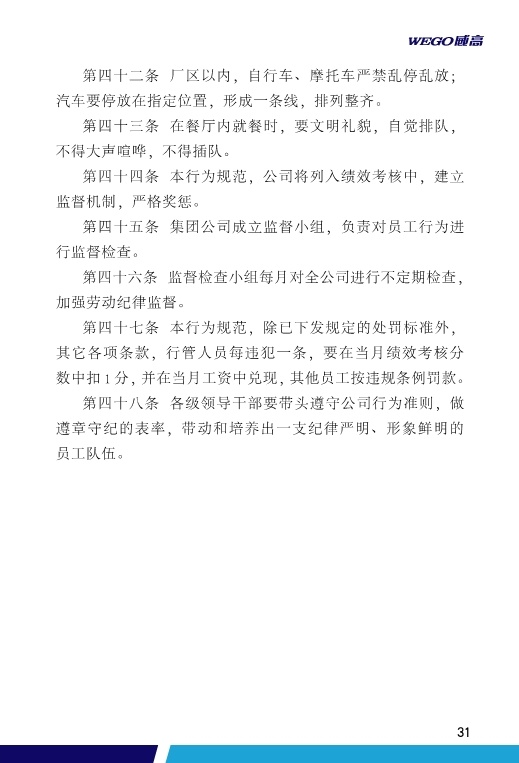 WEGO威高
第四十二条 厂区以内，自行车、摩托车严禁乱停乱放；
汽车要停放在指定位置，形成一条线，排列整齐。
第四十三条 在餐厅内就餐时，要文明礼貌，自觉排队，
不得大声喧哗，不得插队。
第四十四条 本行为规范，公司将列入绩效考核中，建立
监督机制，严格奖惩。
第四十五条 集团公司成立监督小组，负责对员工行为进
行监督检查。
第四十六条 监督检查小组每月对全公司进行不定期检查，
加强劳动纪律监督。
第四十七条 本行为规范，除已下发规定的处罚标准外，
其它各项条款，行管人员每违犯一条，要在当月绩效考核分
数中扣1分，并在当月工资中兑现，其他员工按违规条例罚款。
第四十八条 各级领导干部要带头遵守公司行为准则，做
遵章守纪的表率，带动和培养出一支纪律严明、形象鲜明的
员工队伍。
31